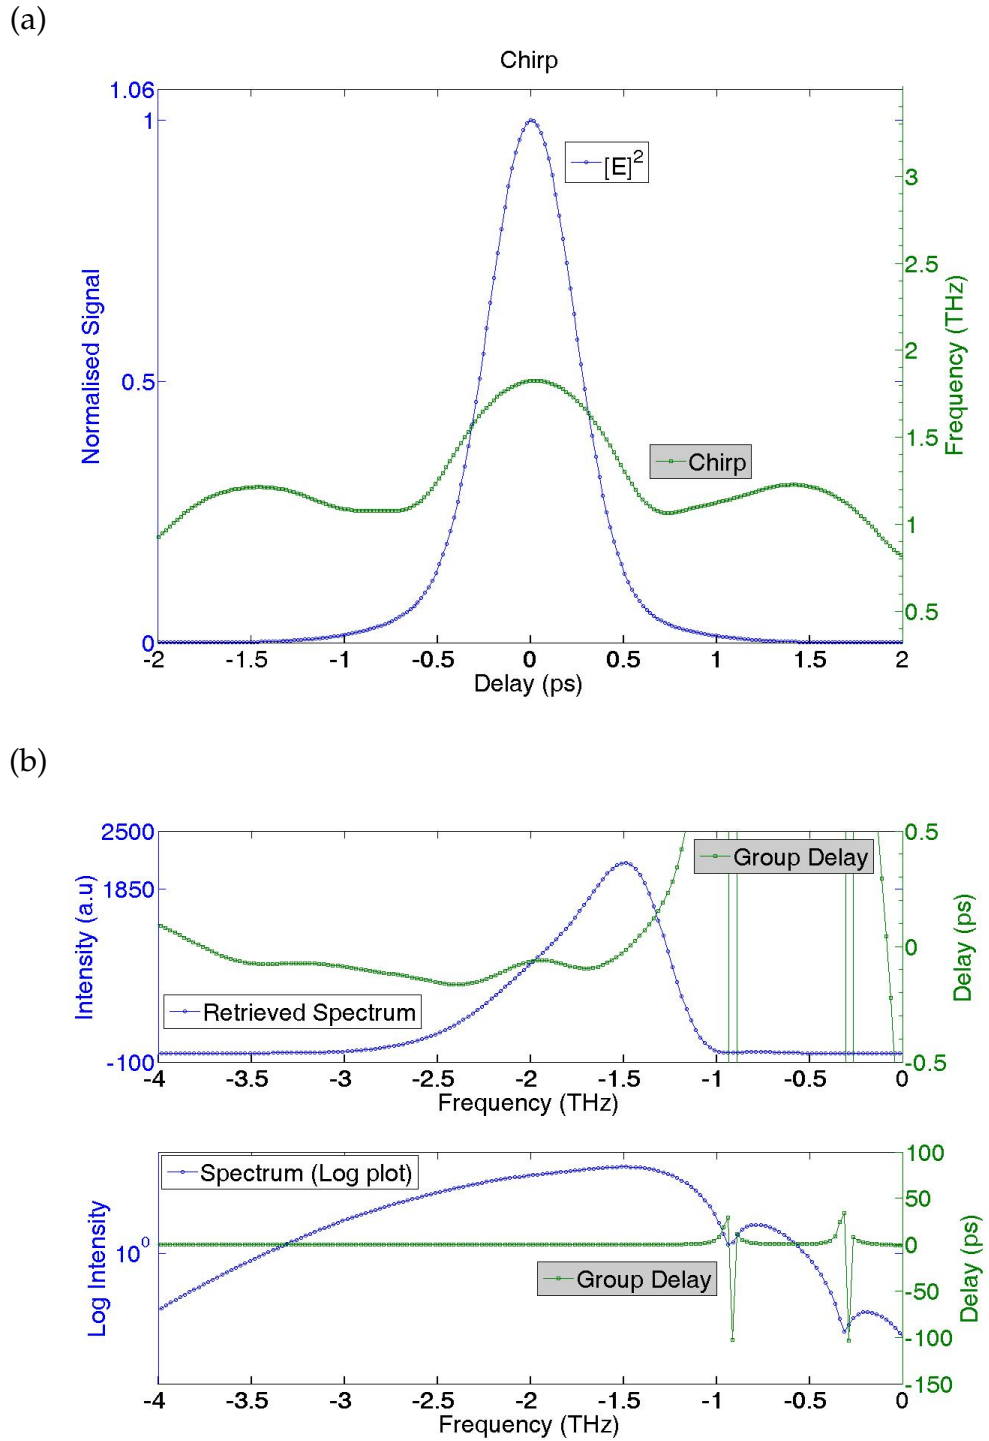 (a)
Chirp
1.06
1
0.5
0
Normalised Signal
[E]2
Chirp
3
2.5
2
1.5
1
0.5
Frequency (THz)
-2 -1.5 -1 -0.5 0 0.5 1 1.5 2
Delay (ps)
(b)
2500
1850
-100
Intensity (a.u)
Group Delay
Retrieved Spectrum
0.5
0
-0.5
Delay (ps)
-4 -3.5 -3 -2.5 -2 -1.5 -1 -0.5 0
Frequency (THz)
Spectrum (Log plot)
100
Log Intensity
Group Delay
100
50
0
-50
-100
-150
Delay (ps)
-4 -3.5 -3 -2.5 -2 -1.5 -1 -0.5 0
Frequency (THz)